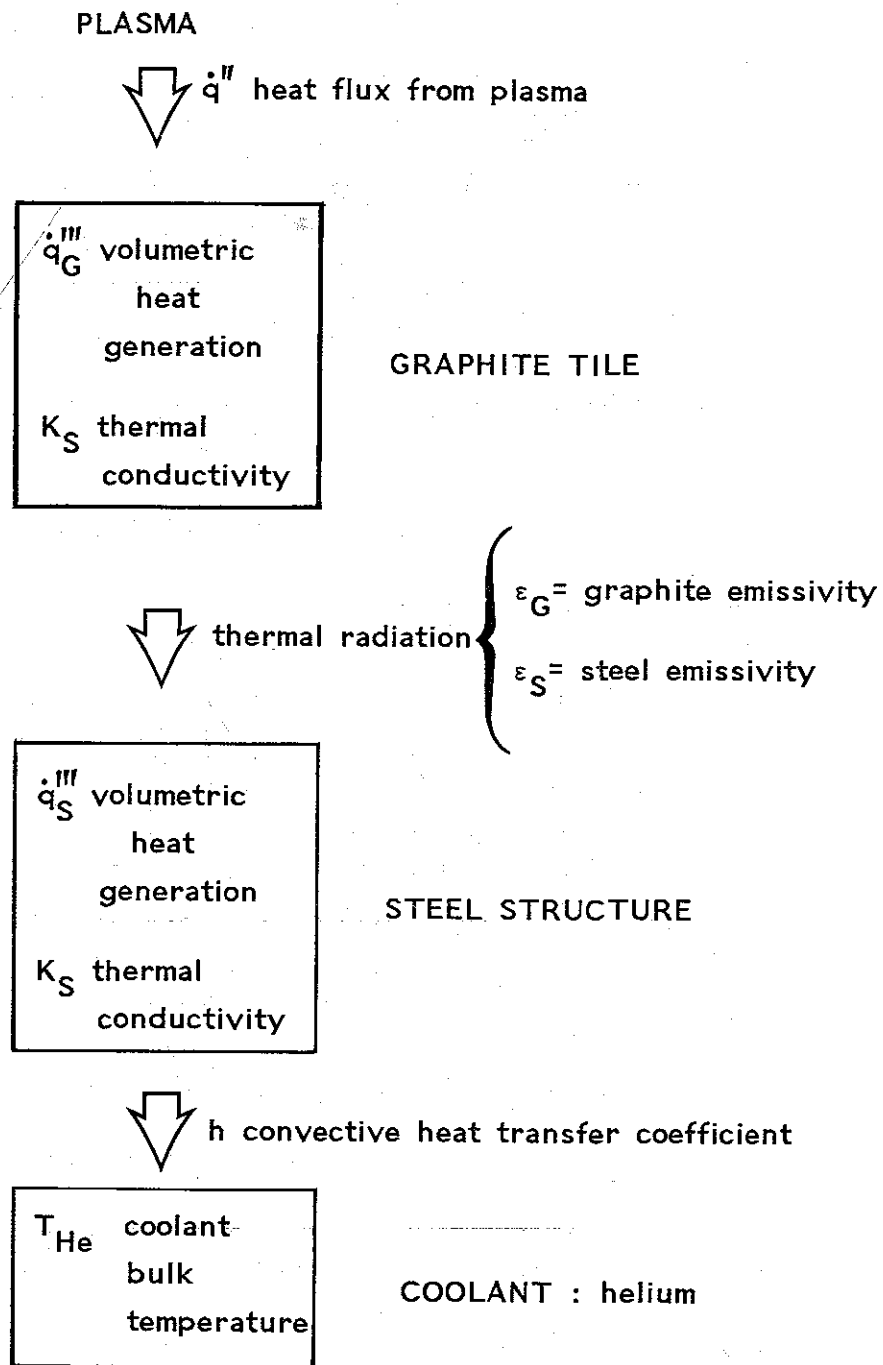 PLASMA
q̇″ heat flux from plasma
q̇‴G volumetric
heat
generation
KS thermal
conductivity
GRAPHITE TILE
thermal radiation
εG= graphite emissivity
εS= steel emissivity
q̇‴S volumetric
heat
generation
KS thermal
conductivity
STEEL STRUCTURE
h convective heat transfer coefficient
THe coolant
bulk
temperature
COOLANT : helium